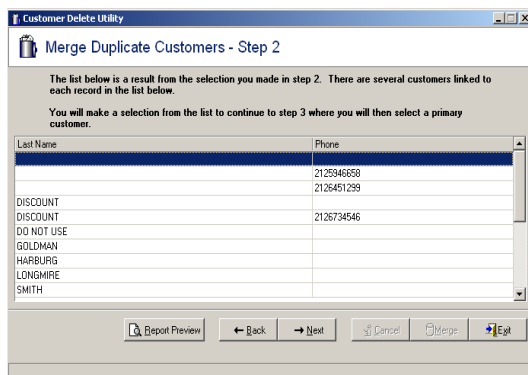 Customer Delete Utility
Merge Duplicate Customers - Step 2
The list below is a result from the selection you made in step 2. There are several customers linked to
each record in the list below.
You will make a selection from the list to continue to step 3 where you will then select a primary
customer.
Last Name Phone
2125946658
2126451299
DISCOUNT
DISCOUNT 2126734546
DO NOT USE
GOLDMAN
HARBURG
LONGMIRE
SMITH
Report Preview Back Next Cancel Merge Exit